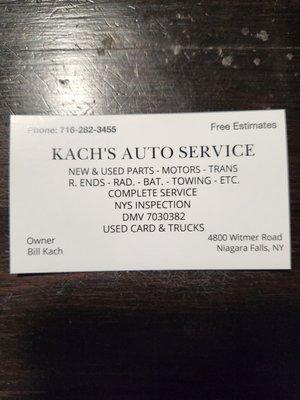 Phone: 716-282-3455
Free Estimates
KACH'S AUTO SERVICE
NEW & USED PARTS - MOTORS - TRANS
R. ENDS - RAD. - BAT. - TOWING - ETC.
COMPLETE SERVICE
NYS INSPECTION
DMV 7030382
USED CARD & TRUCKS
Owner
Bill Kach
4800 Witmer Road
Niagara Falls, NY